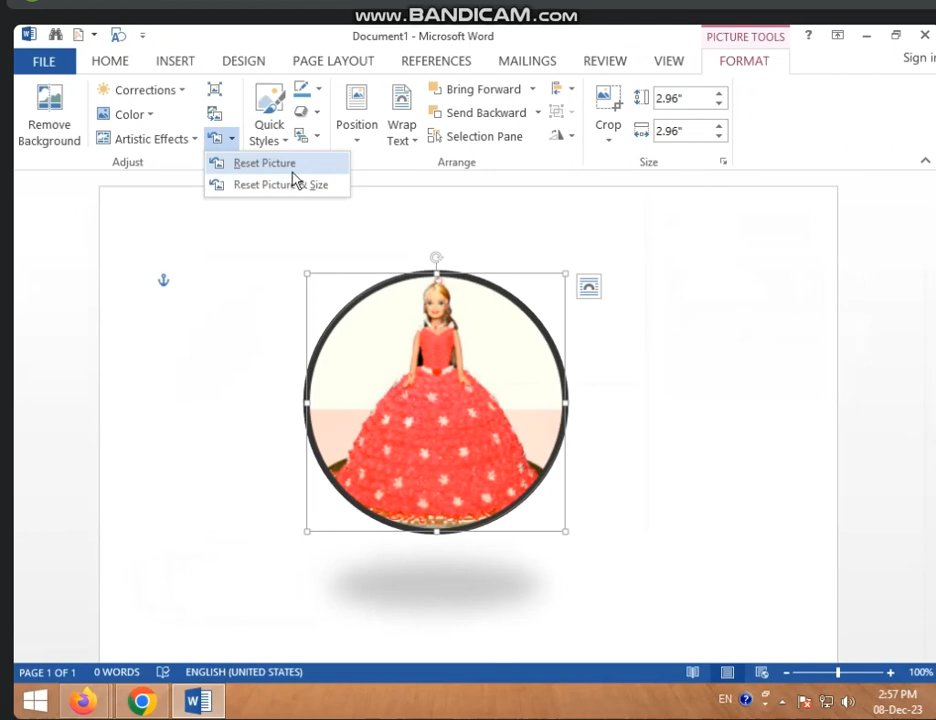 www.BANDICAM.com
Document1 - Microsoft Word
PICTURE TOOLS
?
FILE
HOME
INSERT
DESIGN
PAGE LAYOUT
REFERENCES
MAILINGS
REVIEW
VIEW
FORMAT
Sign in
Remove
Background
Corrections
Color
Artistic Effects
Adjust
Reset Picture
Reset Picture & Size
Quick
Styles
Position
Wrap
Text
Bring Forward
Send Backward
Selection Pane
Arrange
Crop
2.96"
2.96"
Size
PAGE 1 OF 1
0 WORDS
ENGLISH (UNITED STATES)
100%
EN
2:57 PM
08-Dec-23